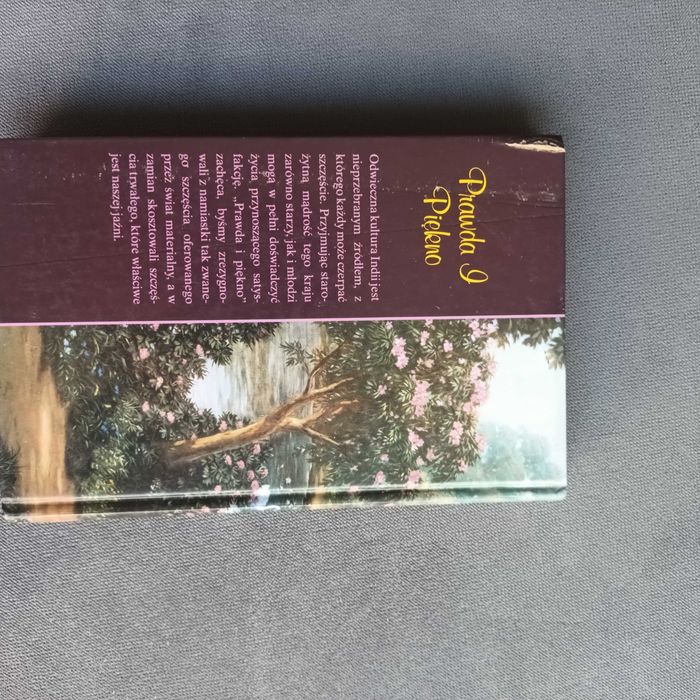 Prawda I
Piękno
Odwieczna kultura Indii jest
nieprzebranym źródłem, z
którego każdy może czerpać
szczęście. Przyjmując staro-
żytną mądrość tego kraju
zarówno starzy, jak i młodzi
mogą w pełni doświadczyć
życia przynoszącego satys-
fakcję. „Prawda i piękno”
zachęca, byśmy zrezygno-
wali z namiastki tak zwane-
go szczęścia oferowanego
przez świat materialny, a w
zamian skosztowali szczęś-
cia trwałego, które właściwe
jest naszej jaźni.